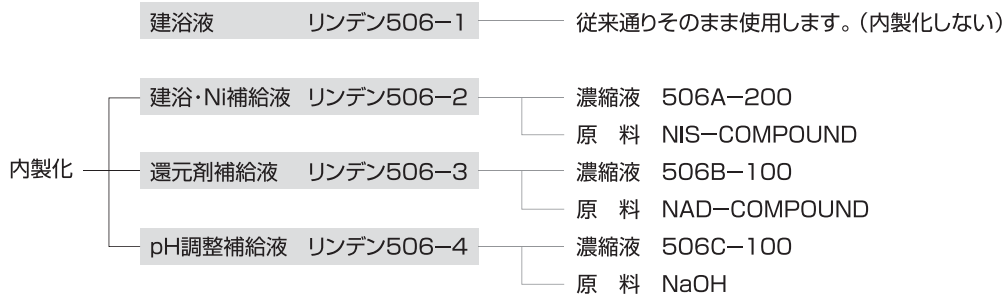 建浴液 リンデン506−1 従来通りそのまま使用します。（内製化しない）
建浴・Ni補給液 リンデン506−2 濃縮液 506A−200
原 料 NIS−COMPOUND
内製化 還元剤補給液 リンデン506−3 濃縮液 506B−100
原 料 NAD−COMPOUND
pH調整補給液 リンデン506−4 濃縮液 506C−100
原 料 NaOH